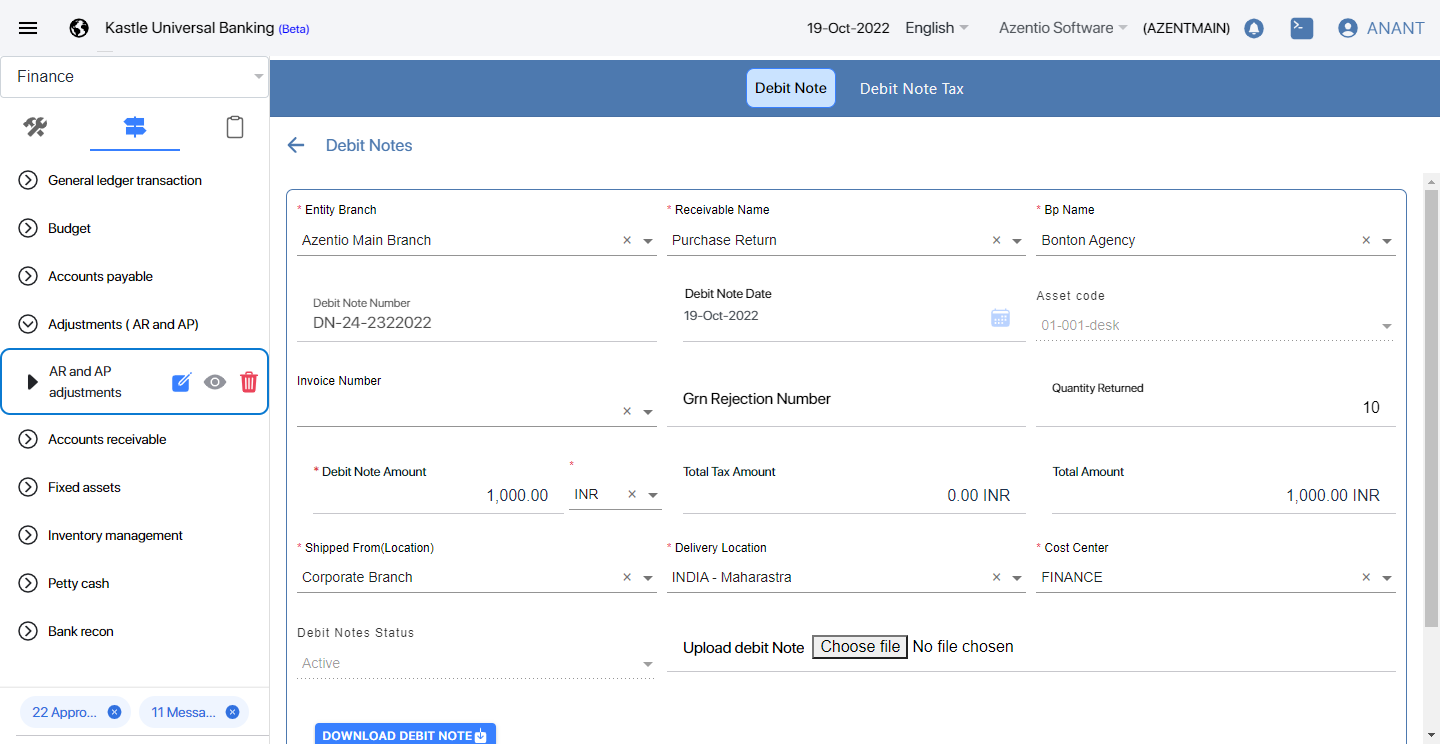 Kastle Universal Banking (Beta)
19-Oct-2022 English Azentio Software (AZENTMAIN) ANANT
Finance
Debit Note Debit Note Tax
Debit Notes
General ledger transaction
Budget
Accounts payable
Adjustments ( AR and AP)
AR and AP
adjustments
Accounts receivable
Fixed assets
Inventory management
Petty cash
Bank recon
22 Appro... 11 Messa...
* Entity Branch * Receivable Name * Bp Name
Azentio Main Branch × Purchase Return × Bonton Agency ×
Debit Note Number Debit Note Date Asset code
DN-24-2322022 19-Oct-2022 01-001-desk
Invoice Number Grn Rejection Number Quantity Returned
× 10
* Debit Note Amount * Total Tax Amount Total Amount
1,000.00 INR × 0.00 INR 1,000.00 INR
* Shipped From(Location) * Delivery Location * Cost Center
Corporate Branch × INDIA - Maharastra × FINANCE ×
Debit Notes Status Upload debit Note Choose file No file chosen
Active
DOWNLOAD DEBIT NOTE